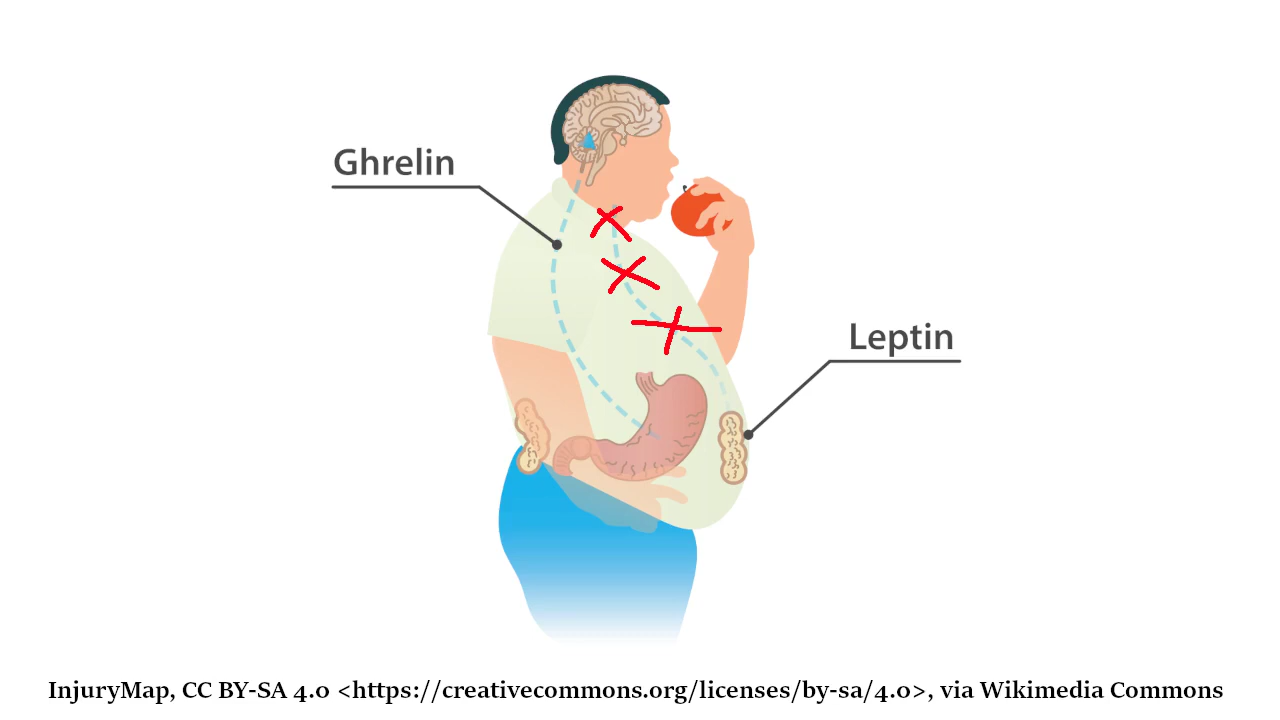 Ghrelin
Leptin
InjuryMap, CC BY-SA 4.0 <https://creativecommons.org/licenses/by-sa/4.0>, via Wikimedia Commons